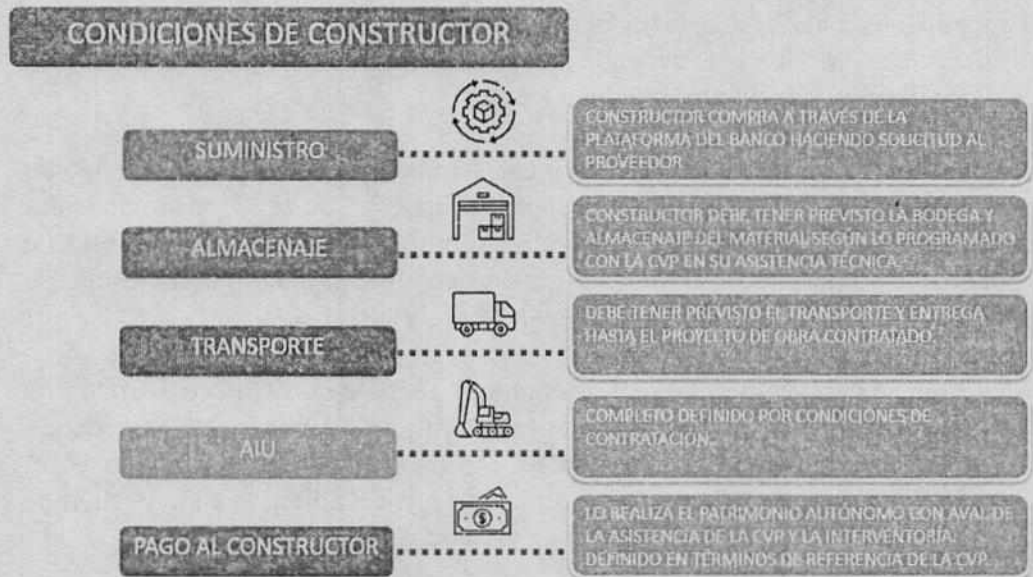 CONDICIONES DE CONSTRUCTOR
SUMINISTRO
CONSTRUCTOR COMPRA A TRAVÉS DE LA
PLATAFORMA DEL BANCO HACIENDO SOLICITUD AL
PROVEEDOR
ALMACENAJE
CONSTRUCTOR DEBE TENER PREVISTO LA BODEGA Y
ALMACENAJE DEL MATERIAL SEGÚN LO PROGRAMADO
CON LA CVP EN SU ASISTENCIA TÉCNICA.
TRANSPORTE
DEBE TENER PREVISTO EL TRANSPORTE Y ENTREGA
HASTA EL PROYECTO DE OBRA CONTRATADO.
AIU
COMPLETO DEFINIDO POR CONDICIONES DE
CONTRATACIÓN.
$
PAGO AL CONSTRUCTOR
LO REALIZA EL PATRIMONIO AUTÓNOMO CON AVAL DE
LA ASISTENCIA DE LA CVP Y LA INTERVENTORÍA.
DEFINIDO EN TÉRMINOS DE REFERENCIA DE LA CVP.